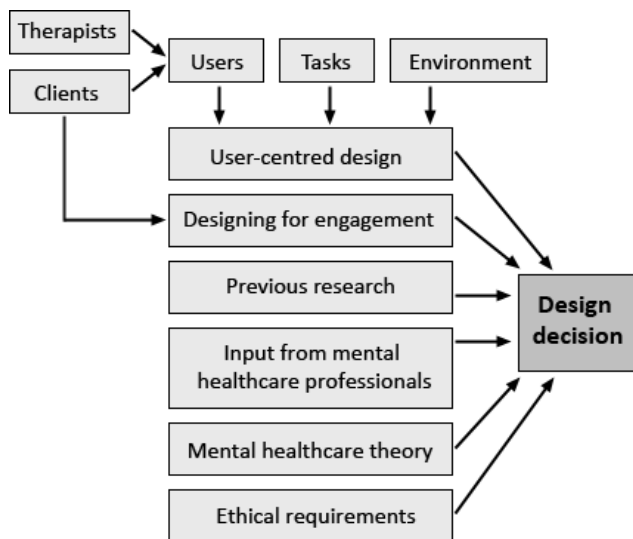 Therapists
Clients
Users
Tasks
Environment
User-centred design
Designing for engagement
Previous research
Input from mental
healthcare professionals
Mental healthcare theory
Ethical requirements
Design
decision